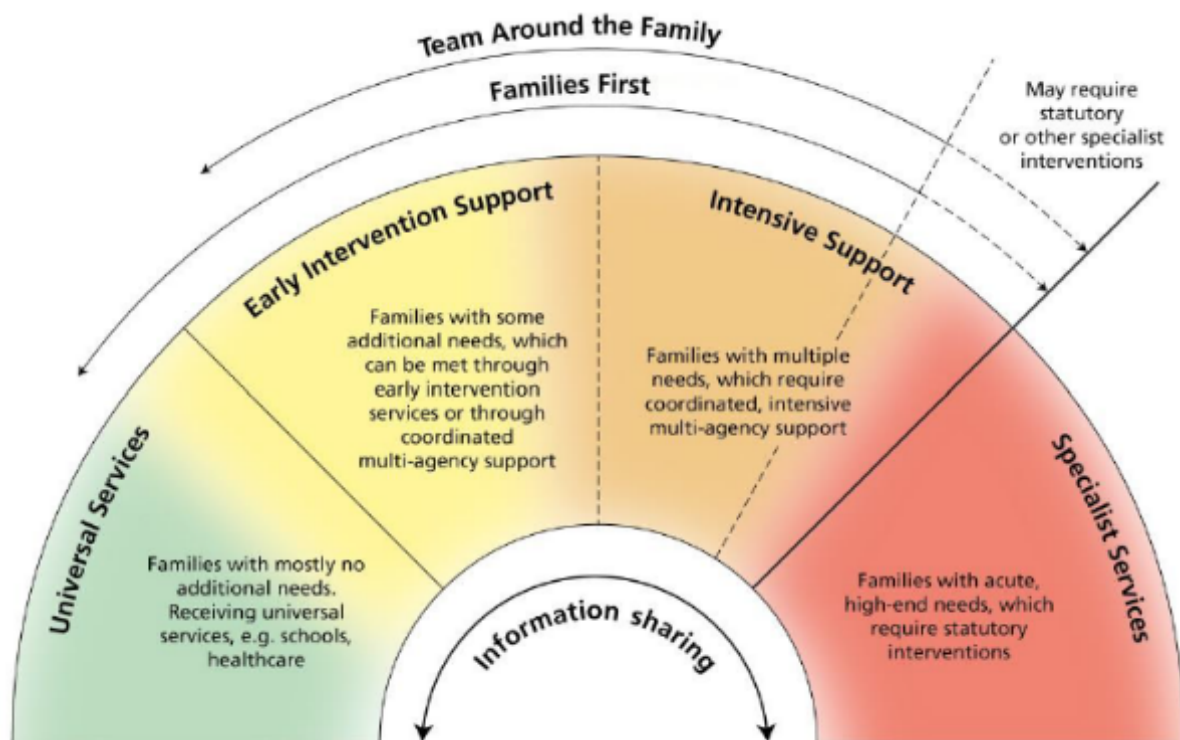 Team Around the Family
Families First
May require
statutory
or other specialist
interventions
Early Intervention Support
Intensive Support
Families with some
additional needs, which
can be met through
early intervention
services or through
coordinated
multi-agency support
Families with multiple
needs, which require
coordinated, intensive
multi-agency support
Universal Services
Specialist Services
Families with mostly no
additional needs.
Receiving universal
services, e.g. schools,
healthcare
Information sharing
Families with acute,
high-end needs, which
require statutory
interventions